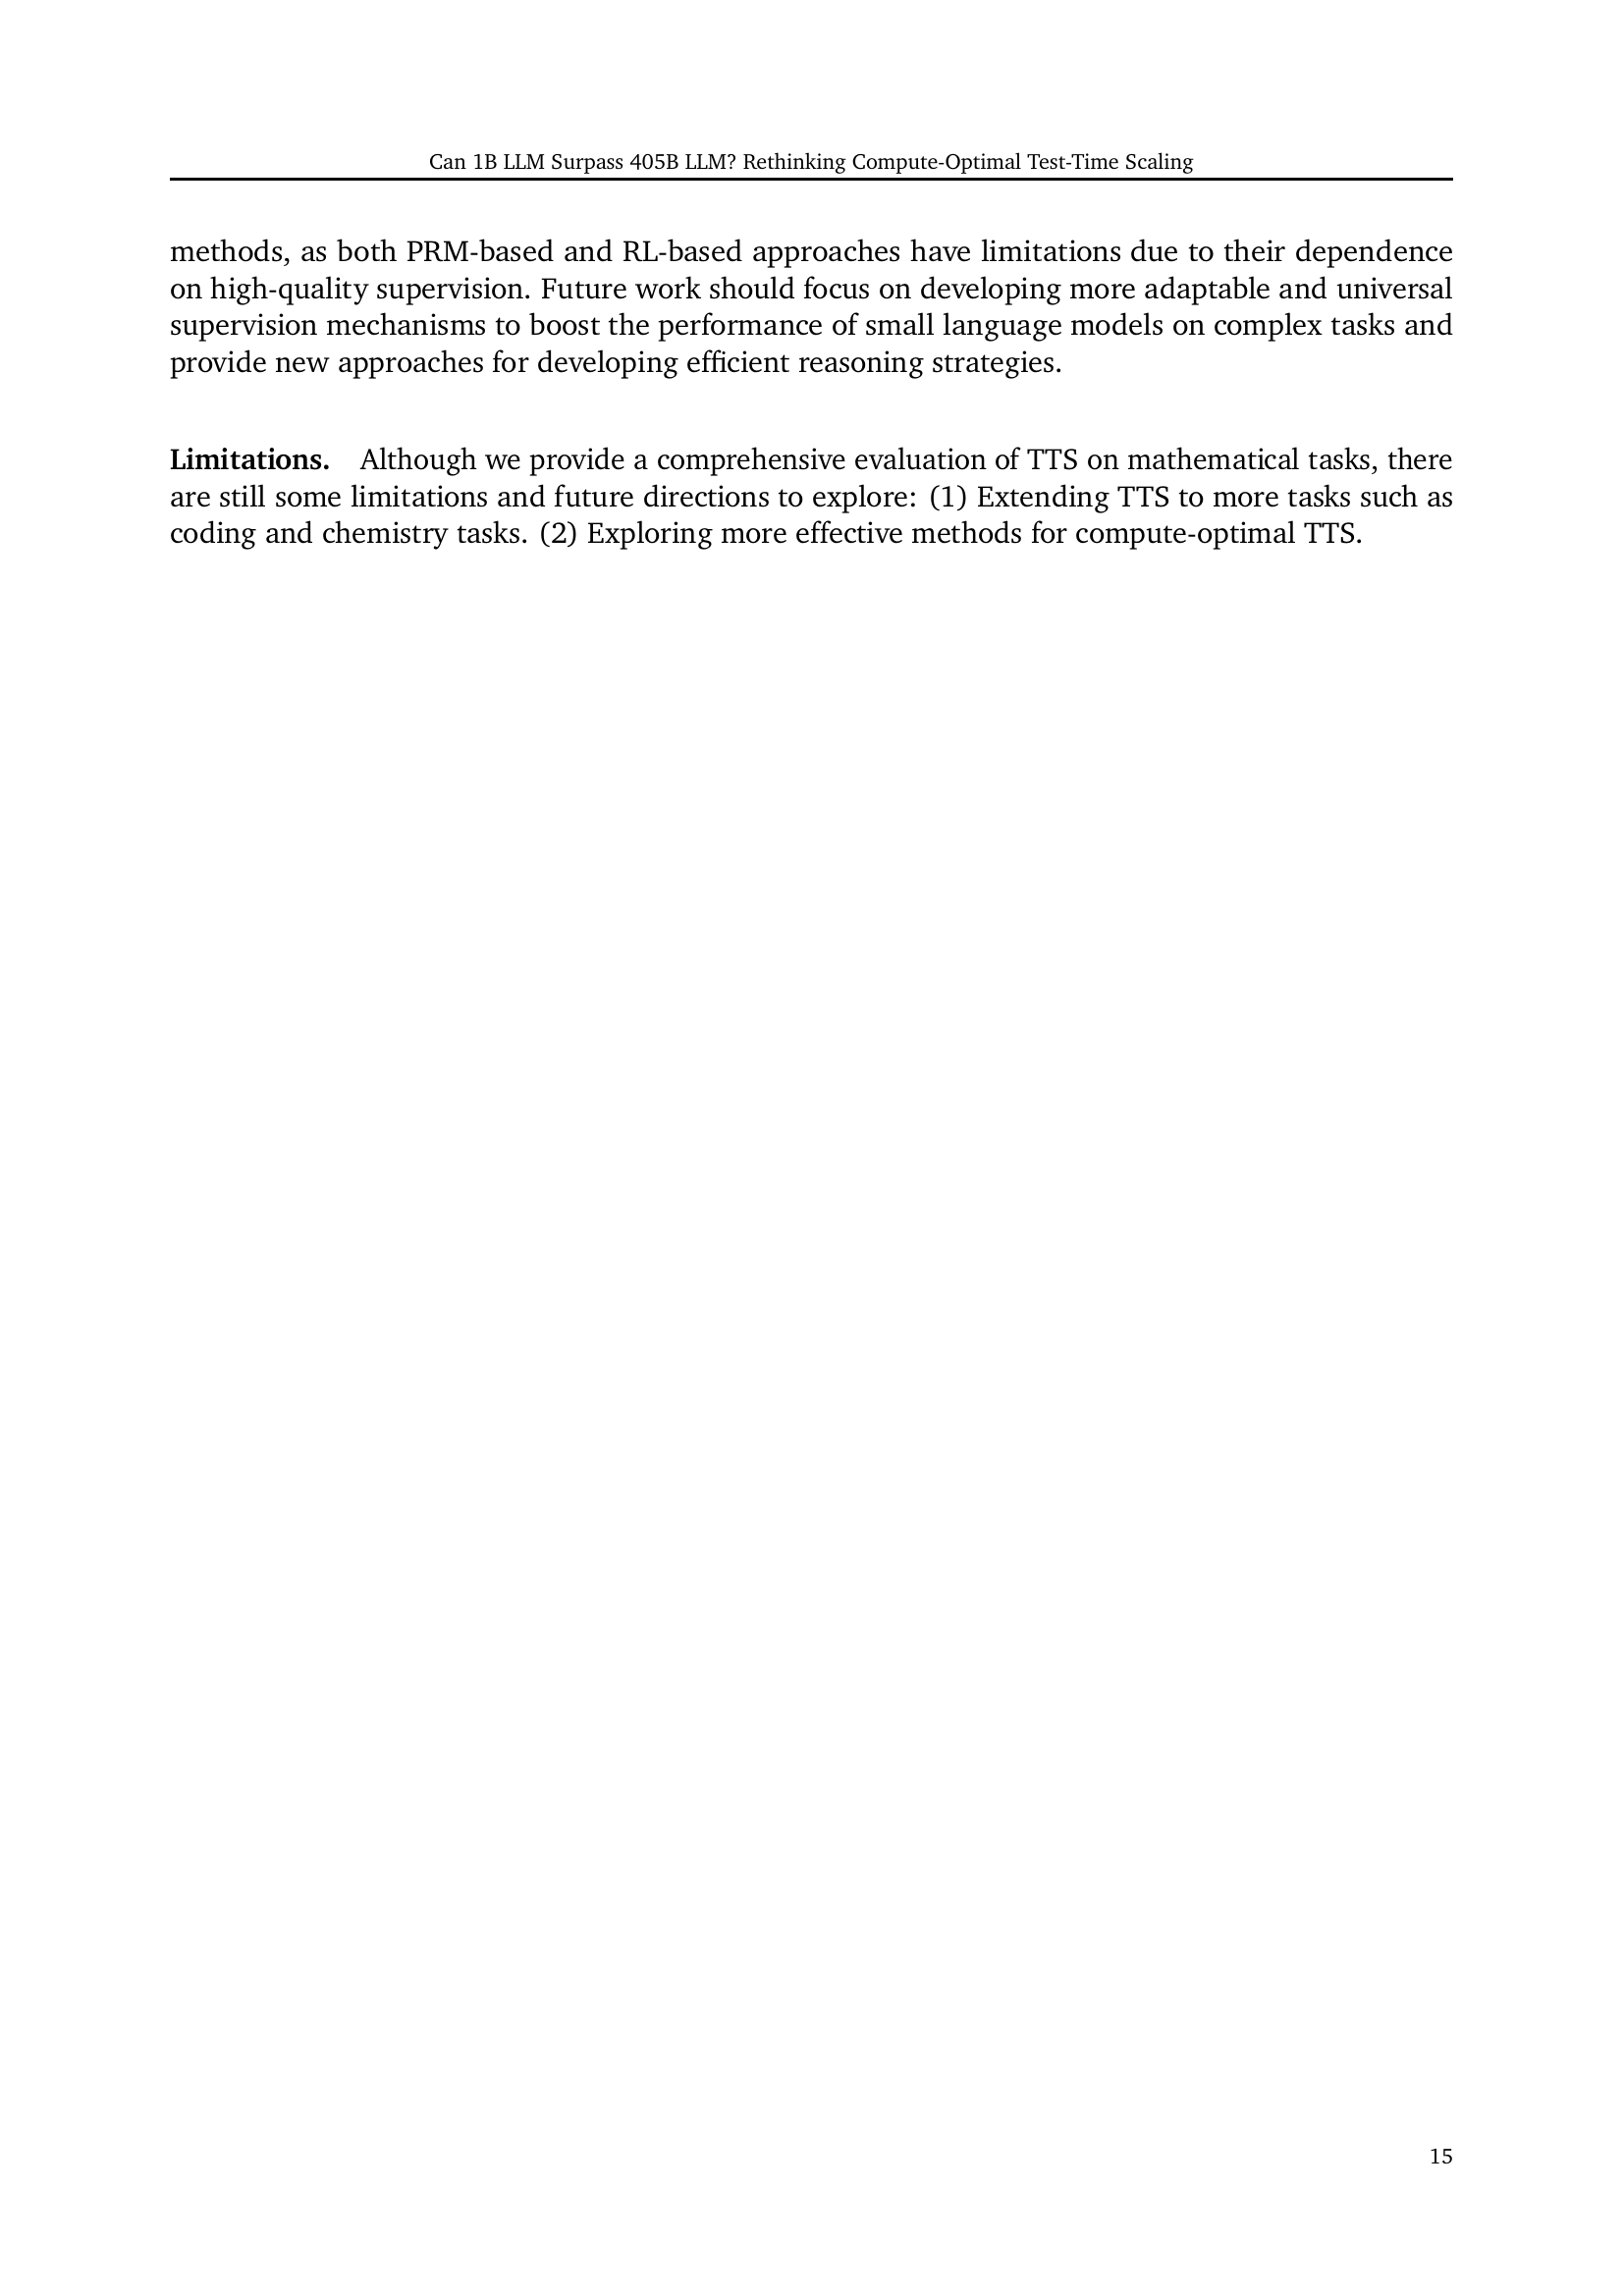 Can 1B LLM Surpass 405B LLM? Rethinking Compute-Optimal Test-Time Scaling
methods, as both PRM-based and RL-based approaches have limitations due to their dependence
on high-quality supervision. Future work should focus on developing more adaptable and universal
supervision mechanisms to boost the performance of small language models on complex tasks and
provide new approaches for developing efficient reasoning strategies.
Limitations. Although we provide a comprehensive evaluation of TTS on mathematical tasks, there
are still some limitations and future directions to explore: (1) Extending TTS to more tasks such as
coding and chemistry tasks. (2) Exploring more effective methods for compute-optimal TTS.
15